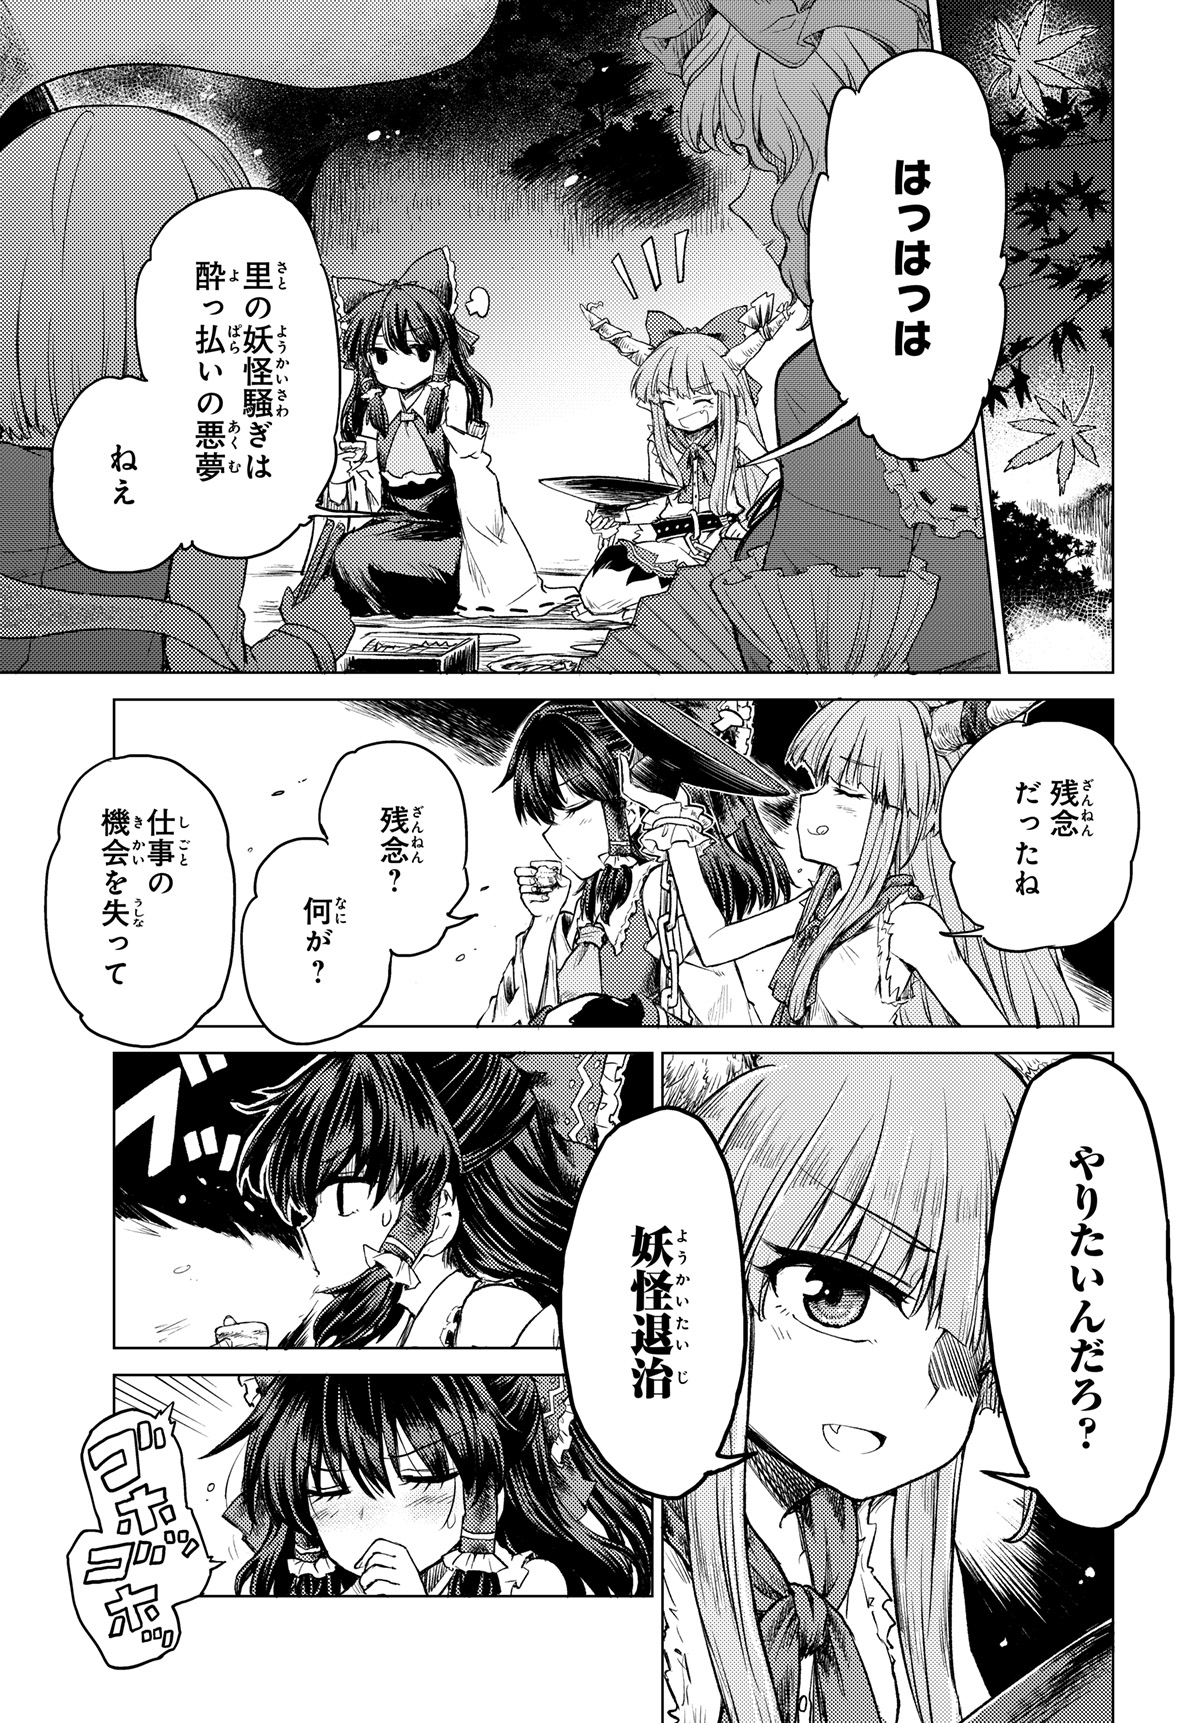 はっはっは
里の妖怪騒ぎは
酔っ払いの悪夢
ねえ
残念
だったね
残念?
何が?
仕事の
機会を失って
やりたいんだろ?
妖怪退治
ブッ
ゴホゴホッ
ゴホッ